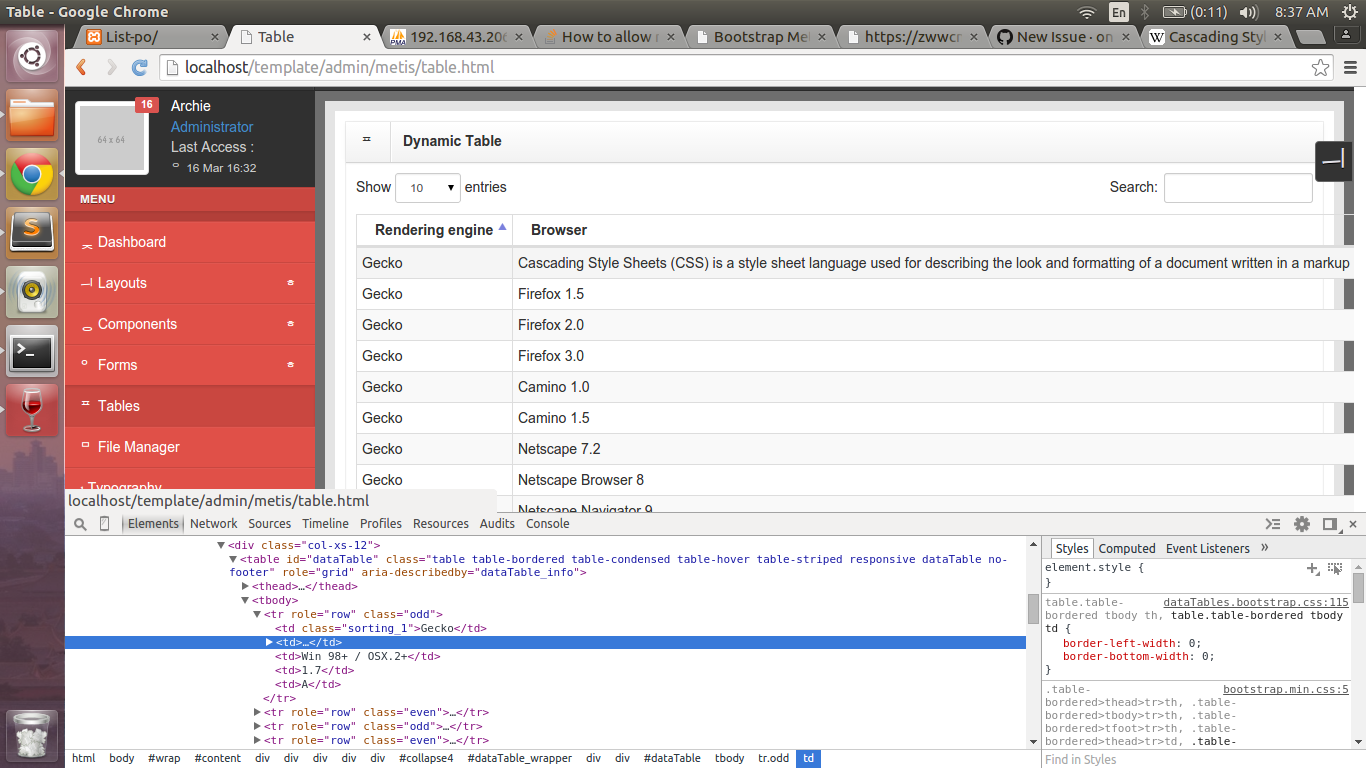 Table - Google Chrome
En
(0:11)
8:37 AM
List-po/
Table
192.168.43.206
How to allow
Bootstrap Me
https://zwwcr
New Issue · on
Cascading Styl
localhost/template/admin/metis/table.html
64 x 64
16
Archie
Administrator
Last Access :
16 Mar 16:32
MENU
Dashboard
Layouts
Components
Forms
Tables
File Manager
Typography
Dynamic Table
Show 10 entries
Search:
Rendering engine Browser
Gecko Cascading Style Sheets (CSS) is a style sheet language used for describing the look and formatting of a document written in a markup
Gecko Firefox 1.5
Gecko Firefox 2.0
Gecko Firefox 3.0
Gecko Camino 1.0
Gecko Camino 1.5
Gecko Netscape 7.2
Gecko Netscape Browser 8
Netscape Navigator 9
localhost/template/admin/metis/table.html
Elements Network Sources Timeline Profiles Resources Audits Console
<div class="col-xs-12">
<table id="dataTable" class="table table-bordered table-condensed table-hover table-striped responsive dataTable no-
footer" role="grid" aria-describedby="dataTable_info">
<thead>…</thead>
<tbody>
<tr role="row" class="odd">
<td class="sorting_1">Gecko</td>
<td>…</td>
<td>Win 98+ / OSX.2+</td>
<td>1.7</td>
<td>A</td>
</tr>
<tr role="row" class="even">…</tr>
<tr role="row" class="odd">…</tr>
<tr role="row" class="even">…</tr>
html body #wrap #content div div div div #collapse4 #dataTable_wrapper div div #dataTable tbody tr.odd td
Styles Computed Event Listeners »
element.style {
}
table.table- dataTables.bootstrap.css:115
bordered tbody th, table.table-bordered tbody
td {
border-left-width: 0;
border-bottom-width: 0;
}
.table- bootstrap.min.css:5
bordered>thead>tr>th, .table-
bordered>tbody>tr>th, .table-
bordered>tfoot>tr>th, .table-
bordered>thead>tr>td, .table-
Find in Styles